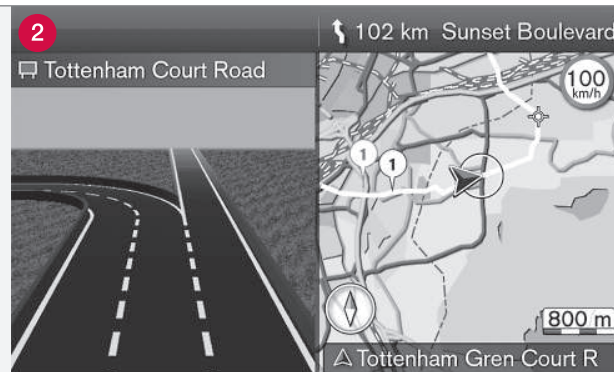 2
102 km Sunset Boulevard
Tottenham Court Road
100
km/h
1
1
800 m
Tottenham Gren Court R